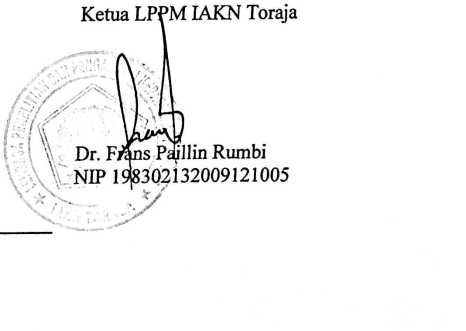 Ketua LPPM IAKN Toraja
Dr. Frans Paillin Rumbi
NIP 198302132009121005